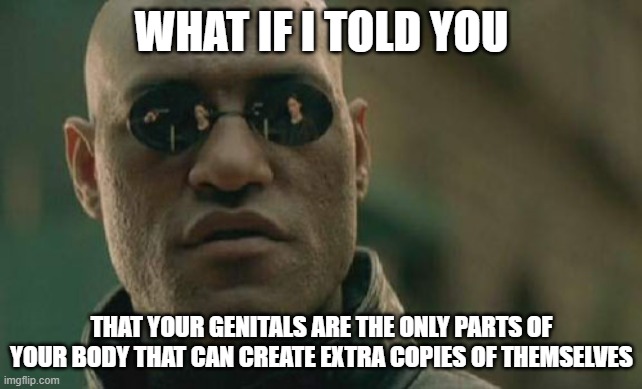 WHAT IF I TOLD YOU
THAT YOUR GENITALS ARE THE ONLY PARTS OF
YOUR BODY THAT CAN CREATE EXTRA COPIES OF THEMSELVES
imgflip.com